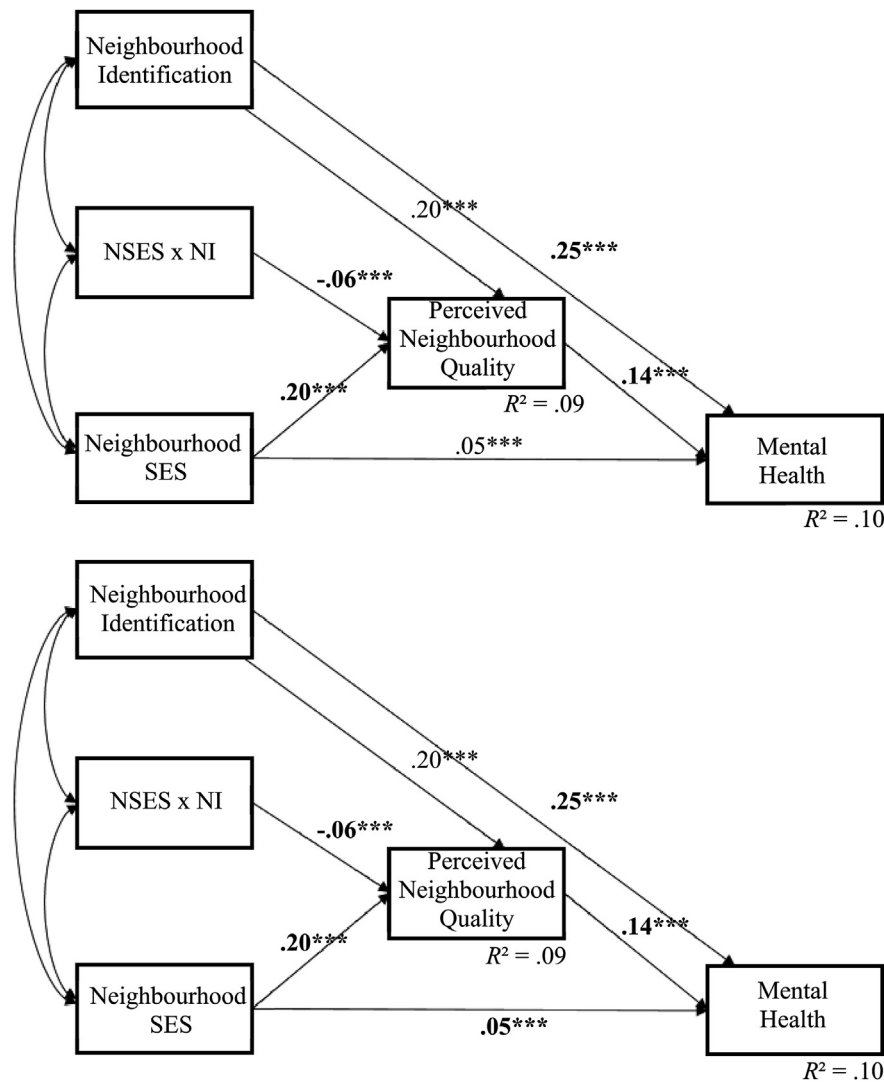 Neighbourhood
Identification
.20***
.25***
NSES x NI
-.06***
Perceived
Neighbourhood
Quality
.20***
.14***
R² = .09
Neighbourhood
SES
.05***
Mental
Health
R² = .10
Neighbourhood
Identification
.20***
.25***
NSES x NI
-.06***
Perceived
Neighbourhood
Quality
.20***
.14***
R² = .09
Neighbourhood
SES
.05***
Mental
Health
R² = .10